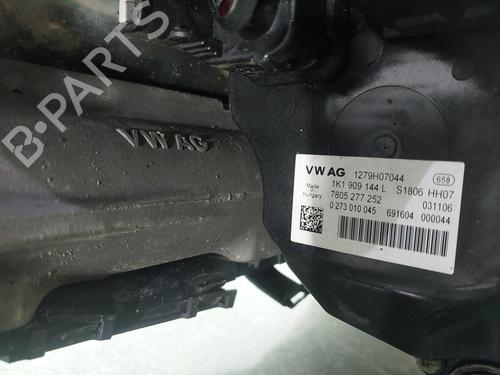 B-PARTS
VW AG
VW AG 1279H07044 658
Made in Hungary
1K1 909 144 L S1806 HH07
7805 277 252 031106
0 273 010 045 691604 000044